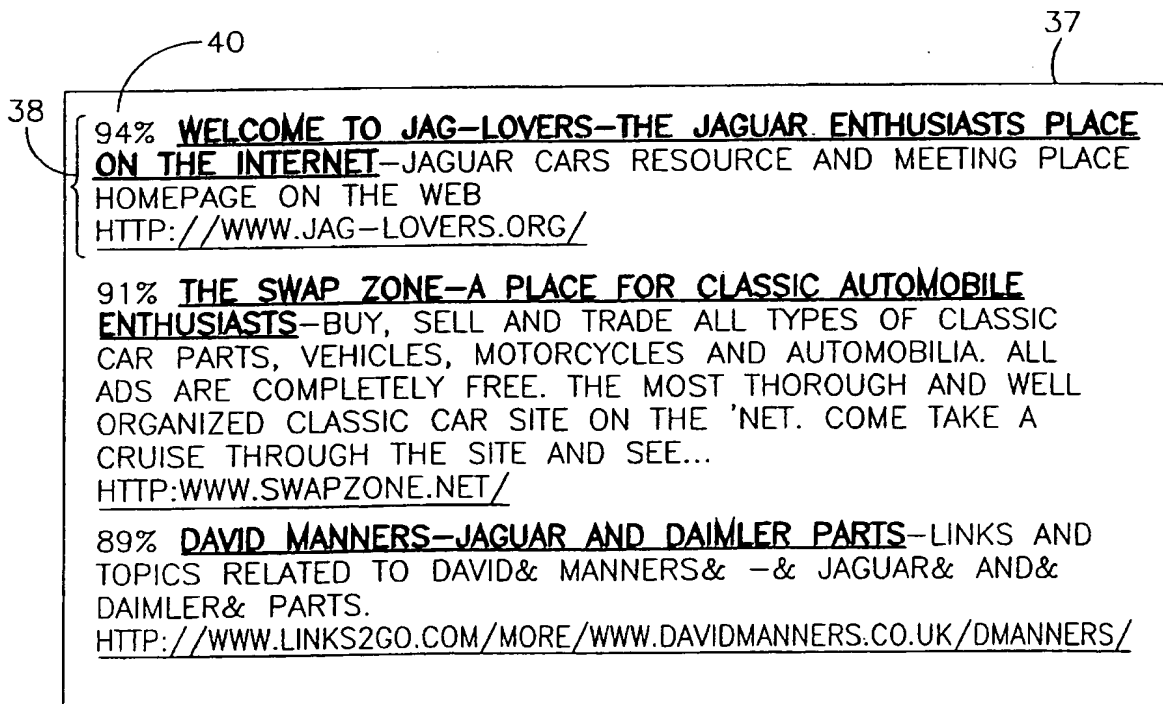 37
40
38
94% WELCOME TO JAG-LOVERS-THE JAGUAR ENTHUSIASTS PLACE
ON THE INTERNET-JAGUAR CARS RESOURCE AND MEETING PLACE
HOMEPAGE ON THE WEB
HTTP://WWW.JAG-LOVERS.ORG/
91% THE SWAP ZONE-A PLACE FOR CLASSIC AUTOMOBILE
ENTHUSIASTS-BUY, SELL AND TRADE ALL TYPES OF CLASSIC
CAR PARTS, VEHICLES, MOTORCYCLES AND AUTOMOBILIA. ALL
ADS ARE COMPLETELY FREE. THE MOST THOROUGH AND WELL
ORGANIZED CLASSIC CAR SITE ON THE 'NET. COME TAKE A
CRUISE THROUGH THE SITE AND SEE...
HTTP:WWW.SWAPZONE.NET/
89% DAVID MANNERS-JAGUAR AND DAIMLER PARTS-LINKS AND
TOPICS RELATED TO DAVID& MANNERS& -& JAGUAR& AND&
DAIMLER& PARTS.
HTTP://WWW.LINKS2GO.COM/MORE/WWW.DAVIDMANNERS.CO.UK/DMANNERS/